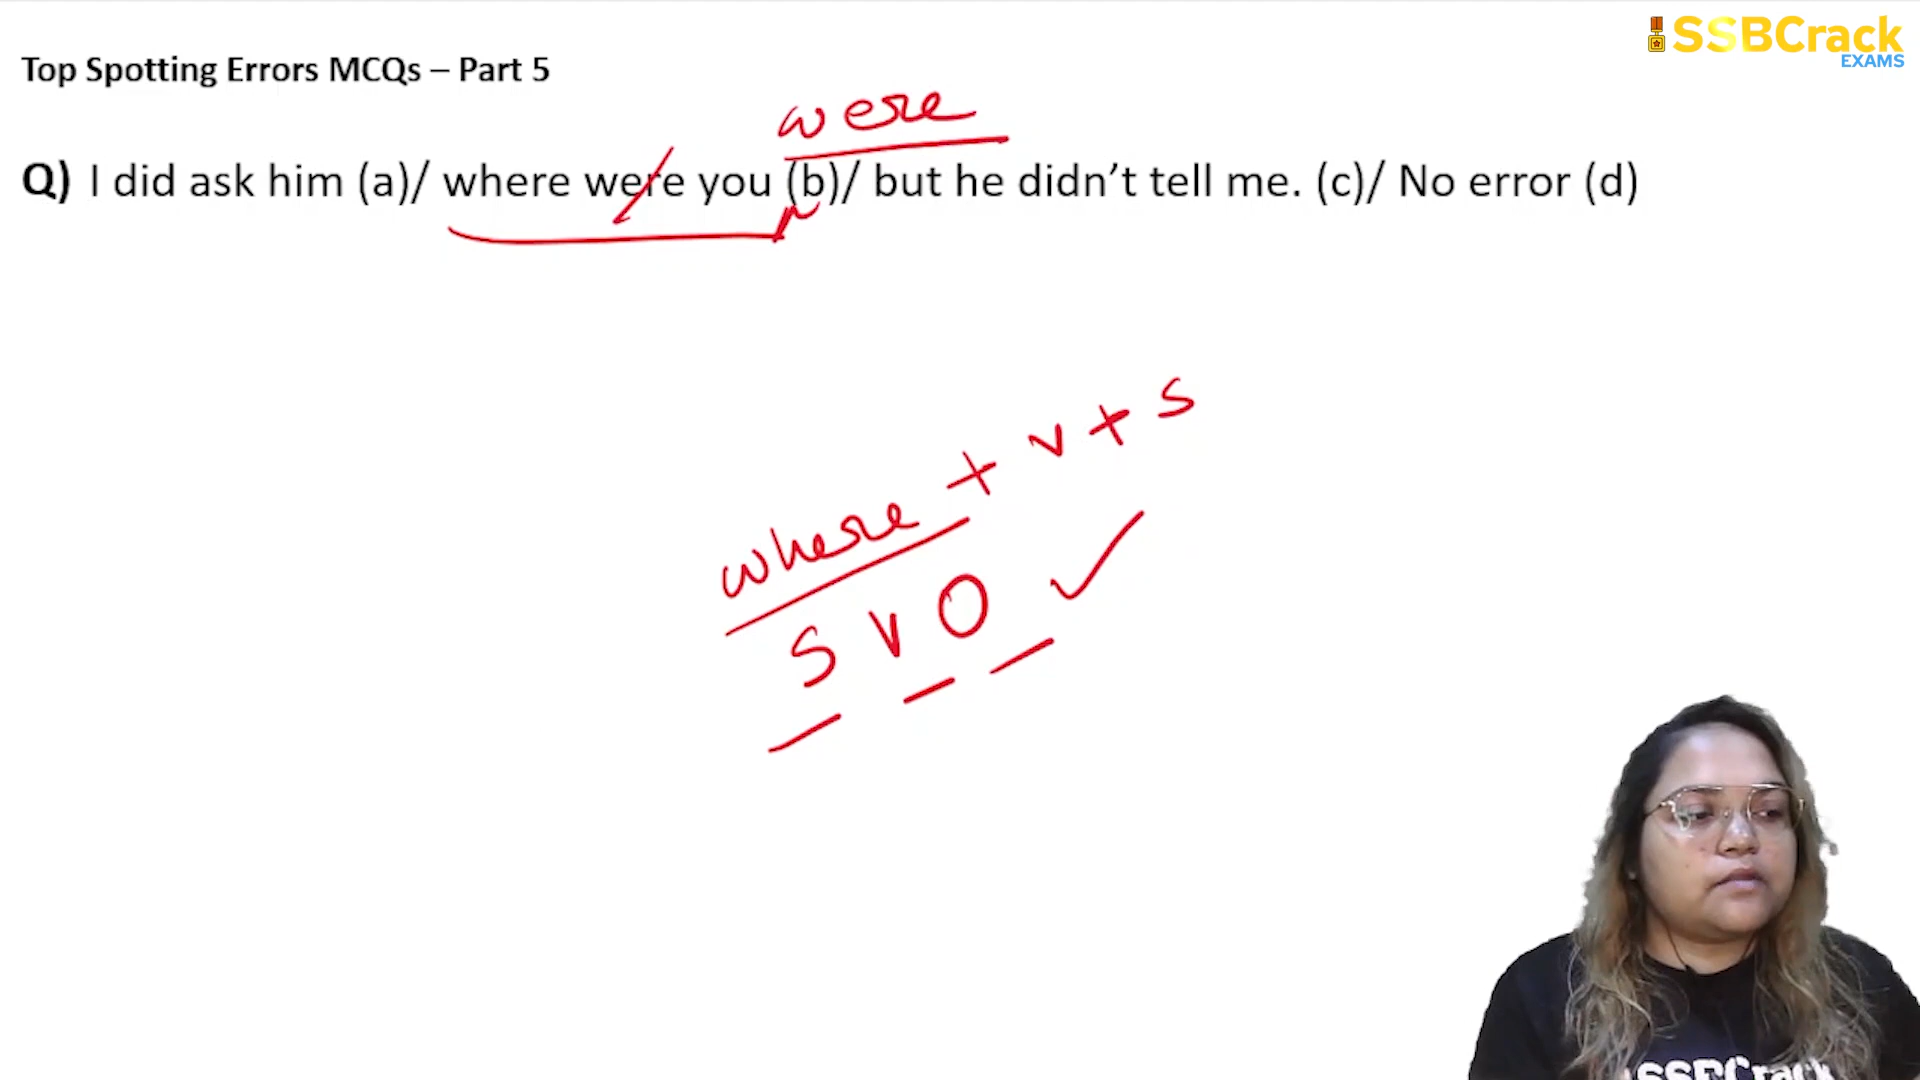 SSBCrack
EXAMS
Top Spotting Errors MCQs – Part 5
were
Q) I did ask him (a)/ where were you (b)/ but he didn’t tell me. (c)/ No error (d)
where + v + s
S V O
SSBCrack